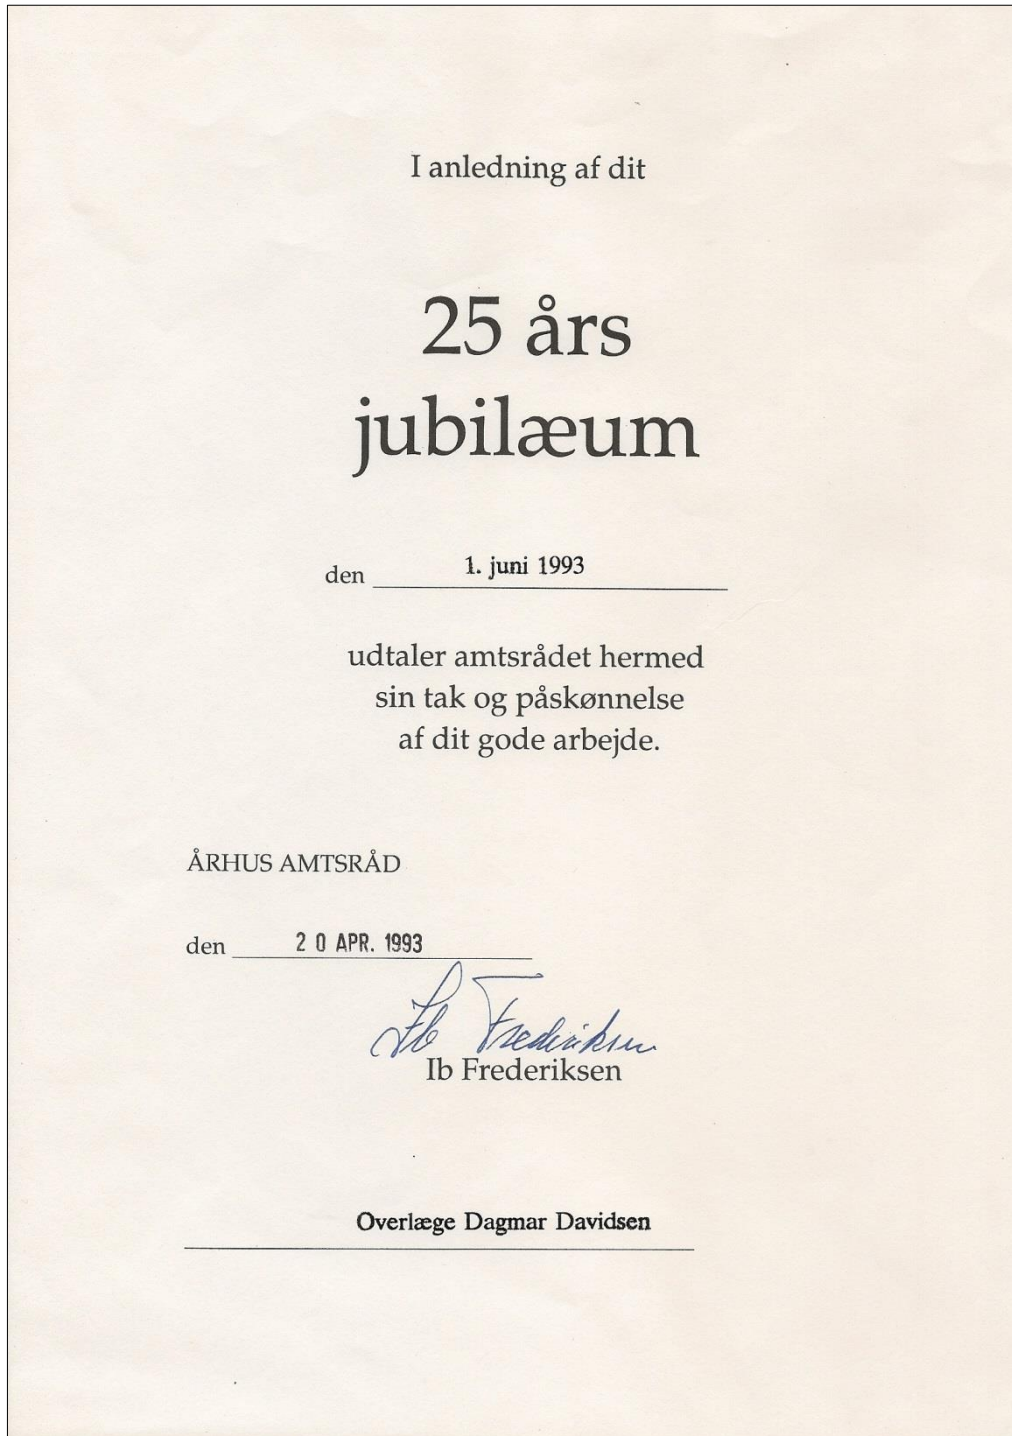 I anledning af dit
25 års
jubilæum
den 1. juni 1993
udtaler amtsrådet hermed
sin tak og påskønnelse
af dit gode arbejde.
ÅRHUS AMTSRÅD
den 20 APR. 1993
Ib Frederiksen
Ib Frederiksen
Overlæge Dagmar Davidsen